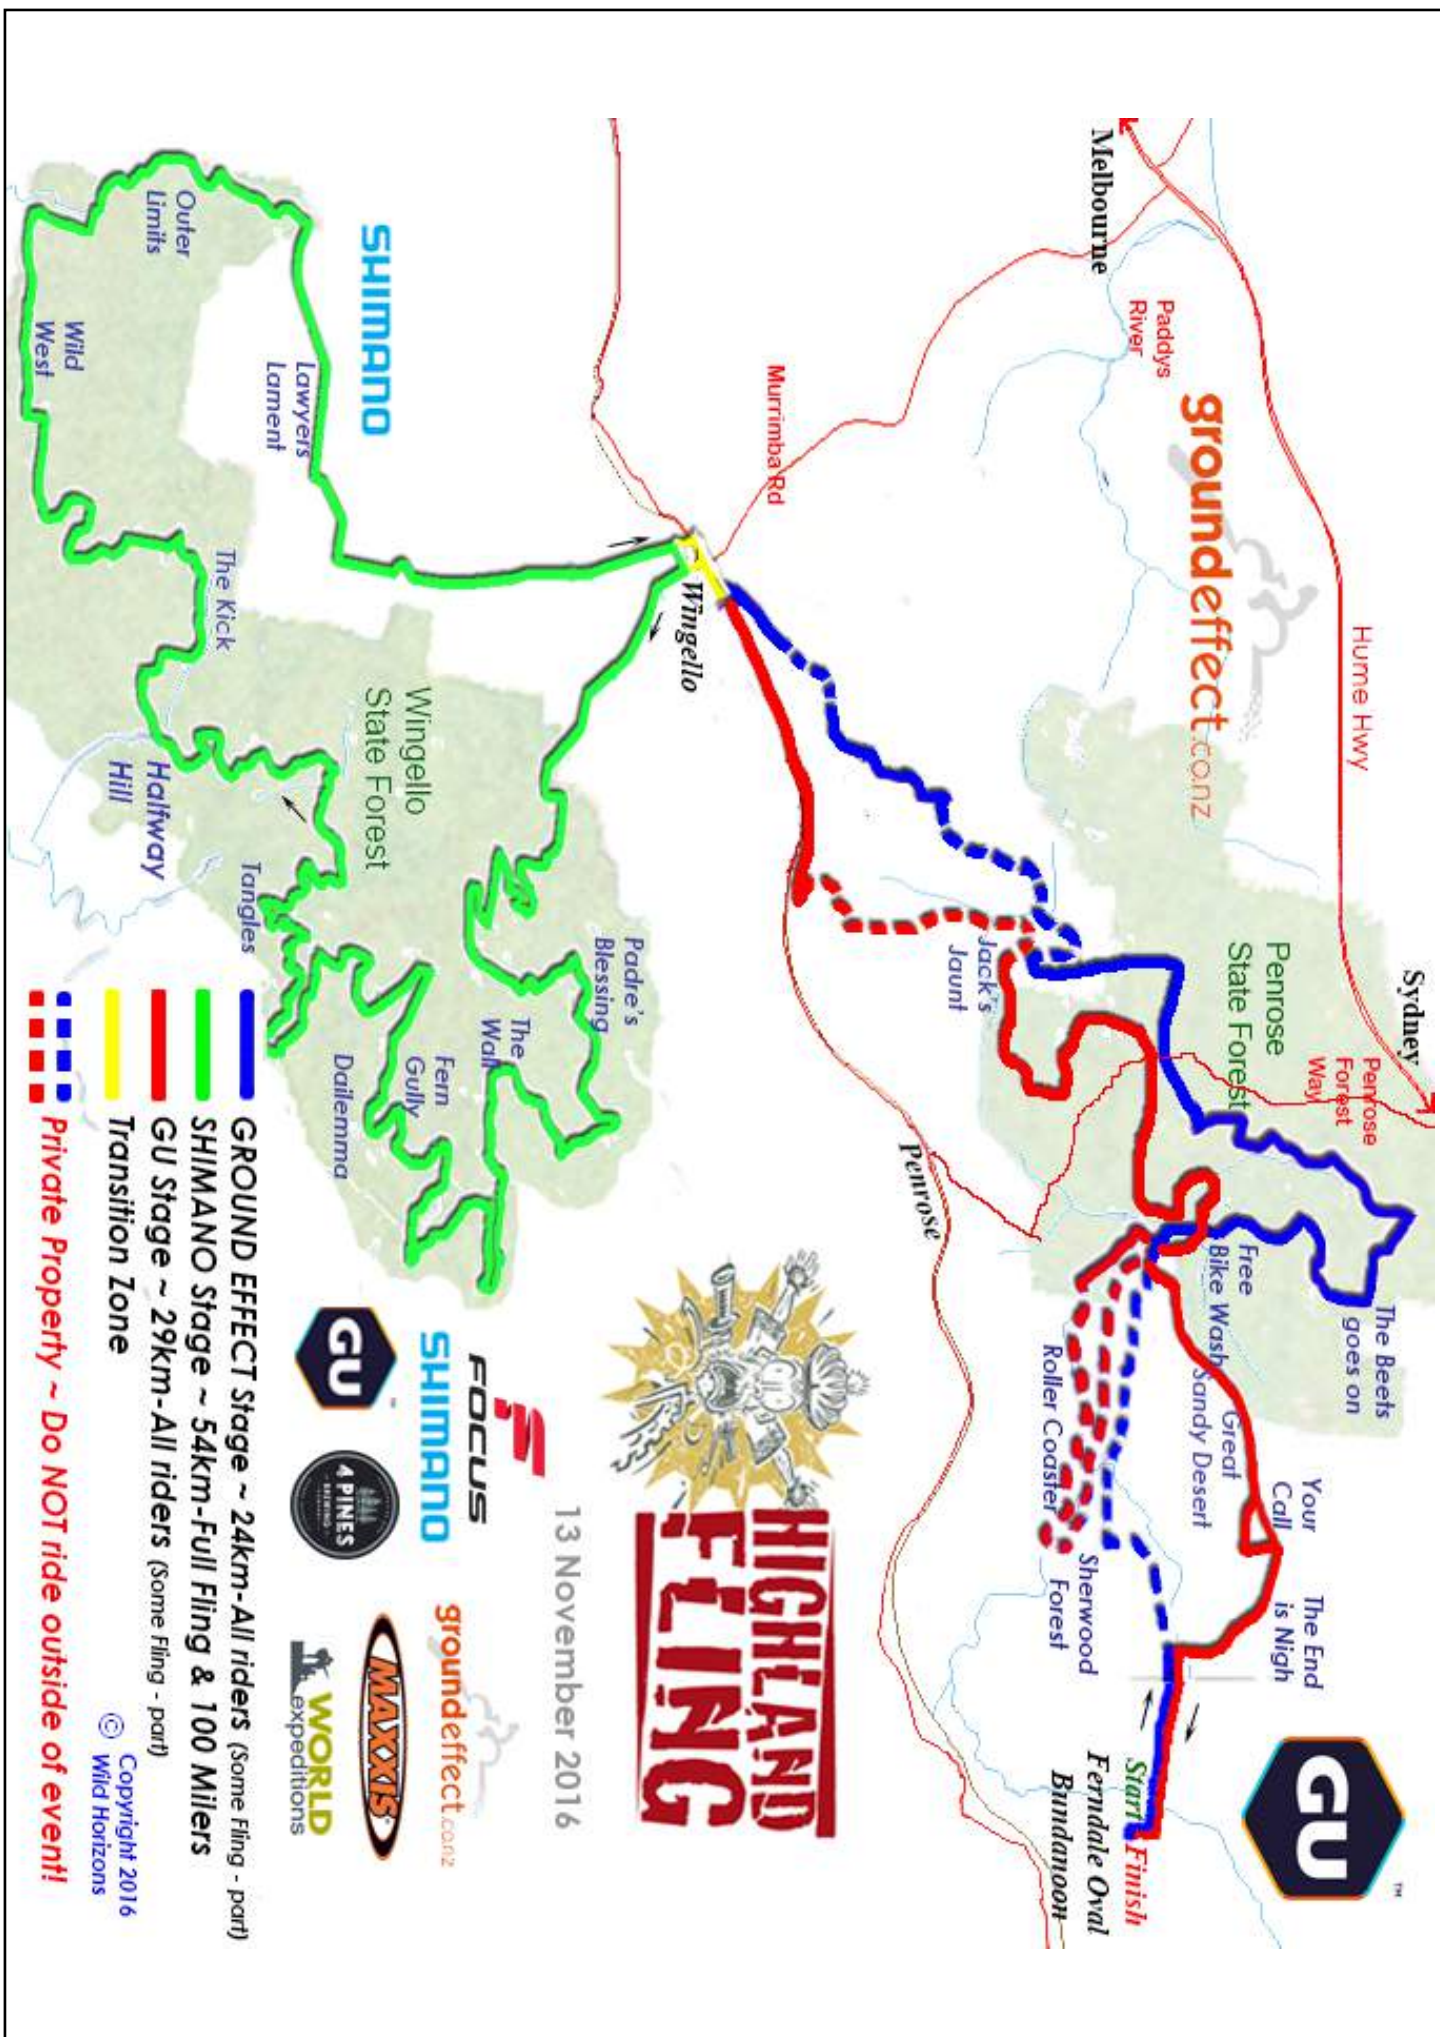 Sydney
Hume Hwy
Penrose
Forest
Way
The Beets
goes on
Your
Call
The End
is Nigh
GU
TM
Melbourne
Paddys
River
groundeffect.co.nz
Penrose
State Forest
Free
Bike Wash
Great
Sandy Desert
Start
Finish
Ferndale Oval
Bundanoon
Murrimba Rd
Jack's
Jaunt
Roller Coaster
Sherwood
Forest
Penrose
Wingello
SHIMANO
Outer
Limits
Lawyers
Lament
Wild
West
The Kick
Wingello
State Forest
Halfway
Hill
Tangles
Padre's
Blessing
The
Wall
Fern
Gully
Dailemma
HIGHLAND
FLING
13 November 2016
FOCUS
SHIMANO
groundeffect.co.nz
GU
4 PINES
MAXXIS
WORLD
expeditions
GROUND EFFECT Stage ~ 24km-All riders (Some Fling - part)
SHIMANO Stage ~ 54km-Full Fling & 100 Milers
GU Stage ~ 29km-All riders (Some Fling - part)
Transition Zone
Private Property ~ Do NOT ride outside of event!
Copyright 2016
© Wild Horizons